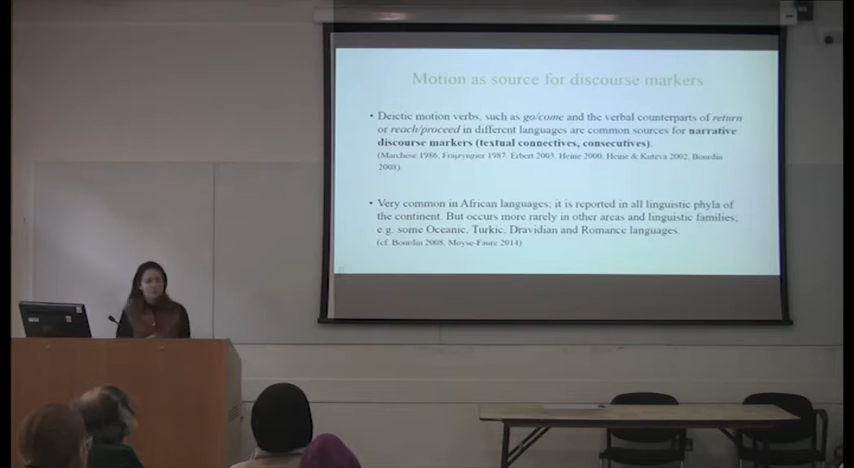 Motion as source for discourse markers
• Deictic motion verbs, such as go/come and the verbal counterparts of return
or reach/proceed in different languages are common sources for narrative
discourse markers (textual connectives, consecutives)
(Marchese 1986, Frajzyngier 1987, Erbert 2003, Heine 2000, Heine & Kuteva 2002, Bourdin
2008)
• Very common in African languages; it is reported in all linguistic phyla of
the continent. But occurs more rarely in other areas and linguistic families;
e.g. some Oceanic, Turkic, Dravidian and Romance languages.
(cf. Bourdin 2008, Moyse-Faure 2014)